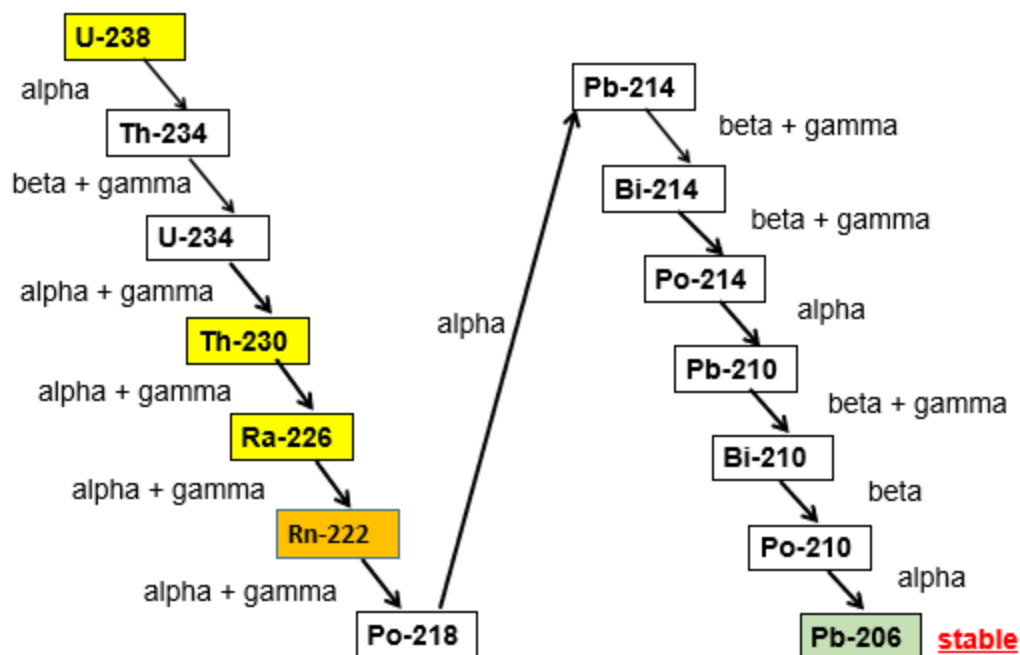 U-238
alpha
Th-234
beta + gamma
U-234
alpha + gamma
Th-230
alpha + gamma
Ra-226
alpha + gamma
Rn-222
alpha + gamma
Po-218
alpha
Pb-214
beta + gamma
Bi-214
beta + gamma
Po-214
alpha
Pb-210
beta + gamma
Bi-210
beta
Po-210
alpha
Pb-206 stable